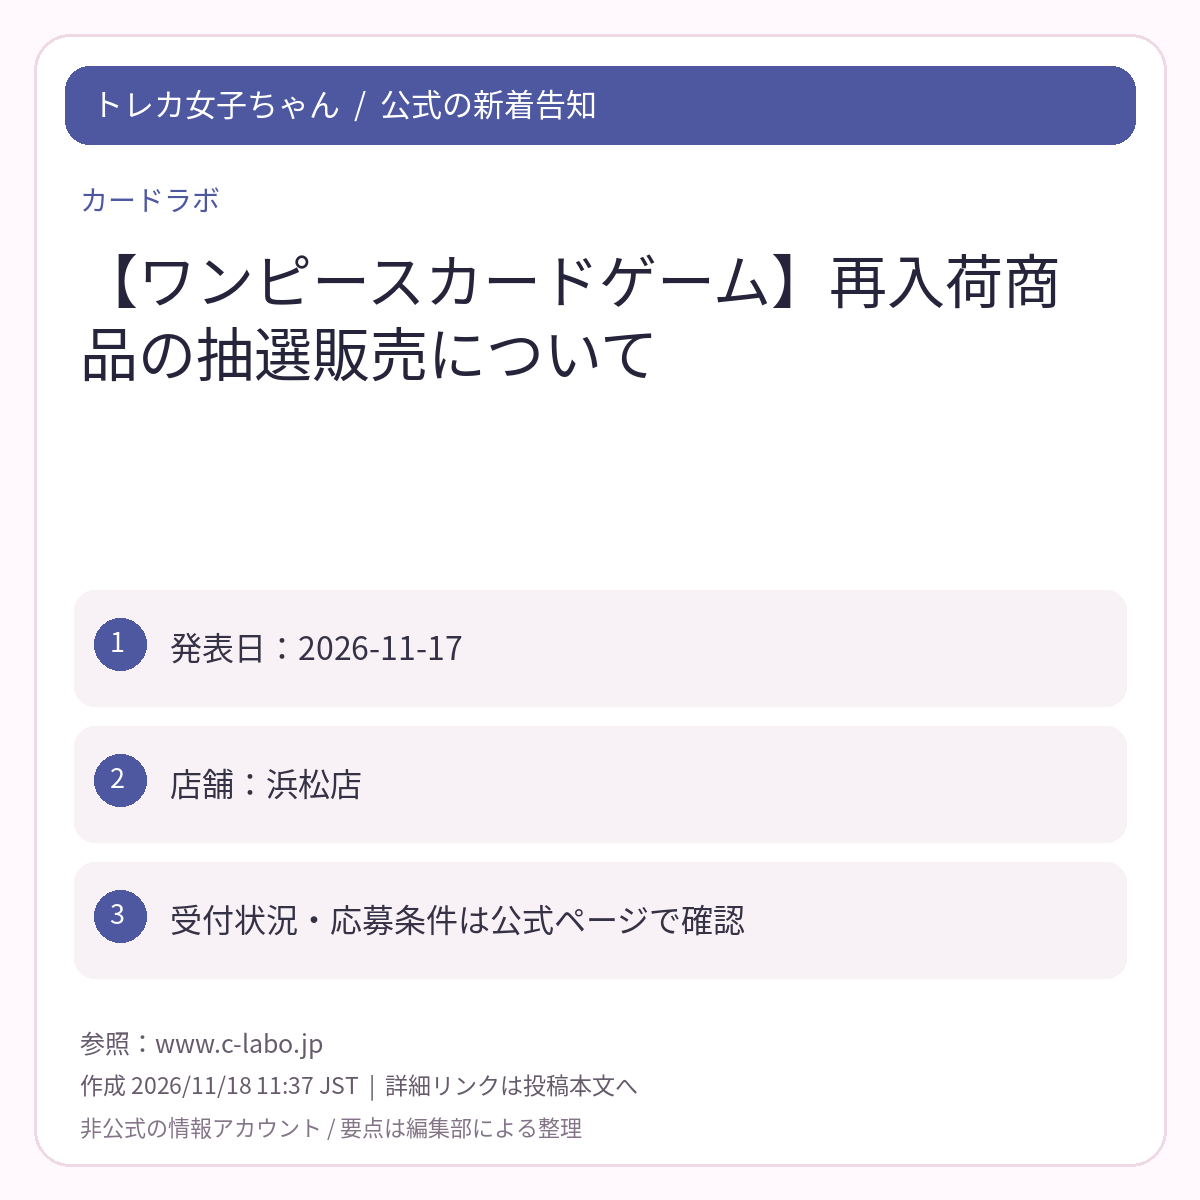 トレカ女子ちゃん / 公式の新着告知
カードラボ
【ワンピースカードゲーム】再入荷商
品の抽選販売について
1 発表日：2026-11-17
2 店舗：浜松店
3 受付状況・応募条件は公式ページで確認
参照：www.c-labo.jp
作成 2026/11/18 11:37 JST｜詳細リンクは投稿本文へ
非公式の情報アカウント / 要点は編集部による整理